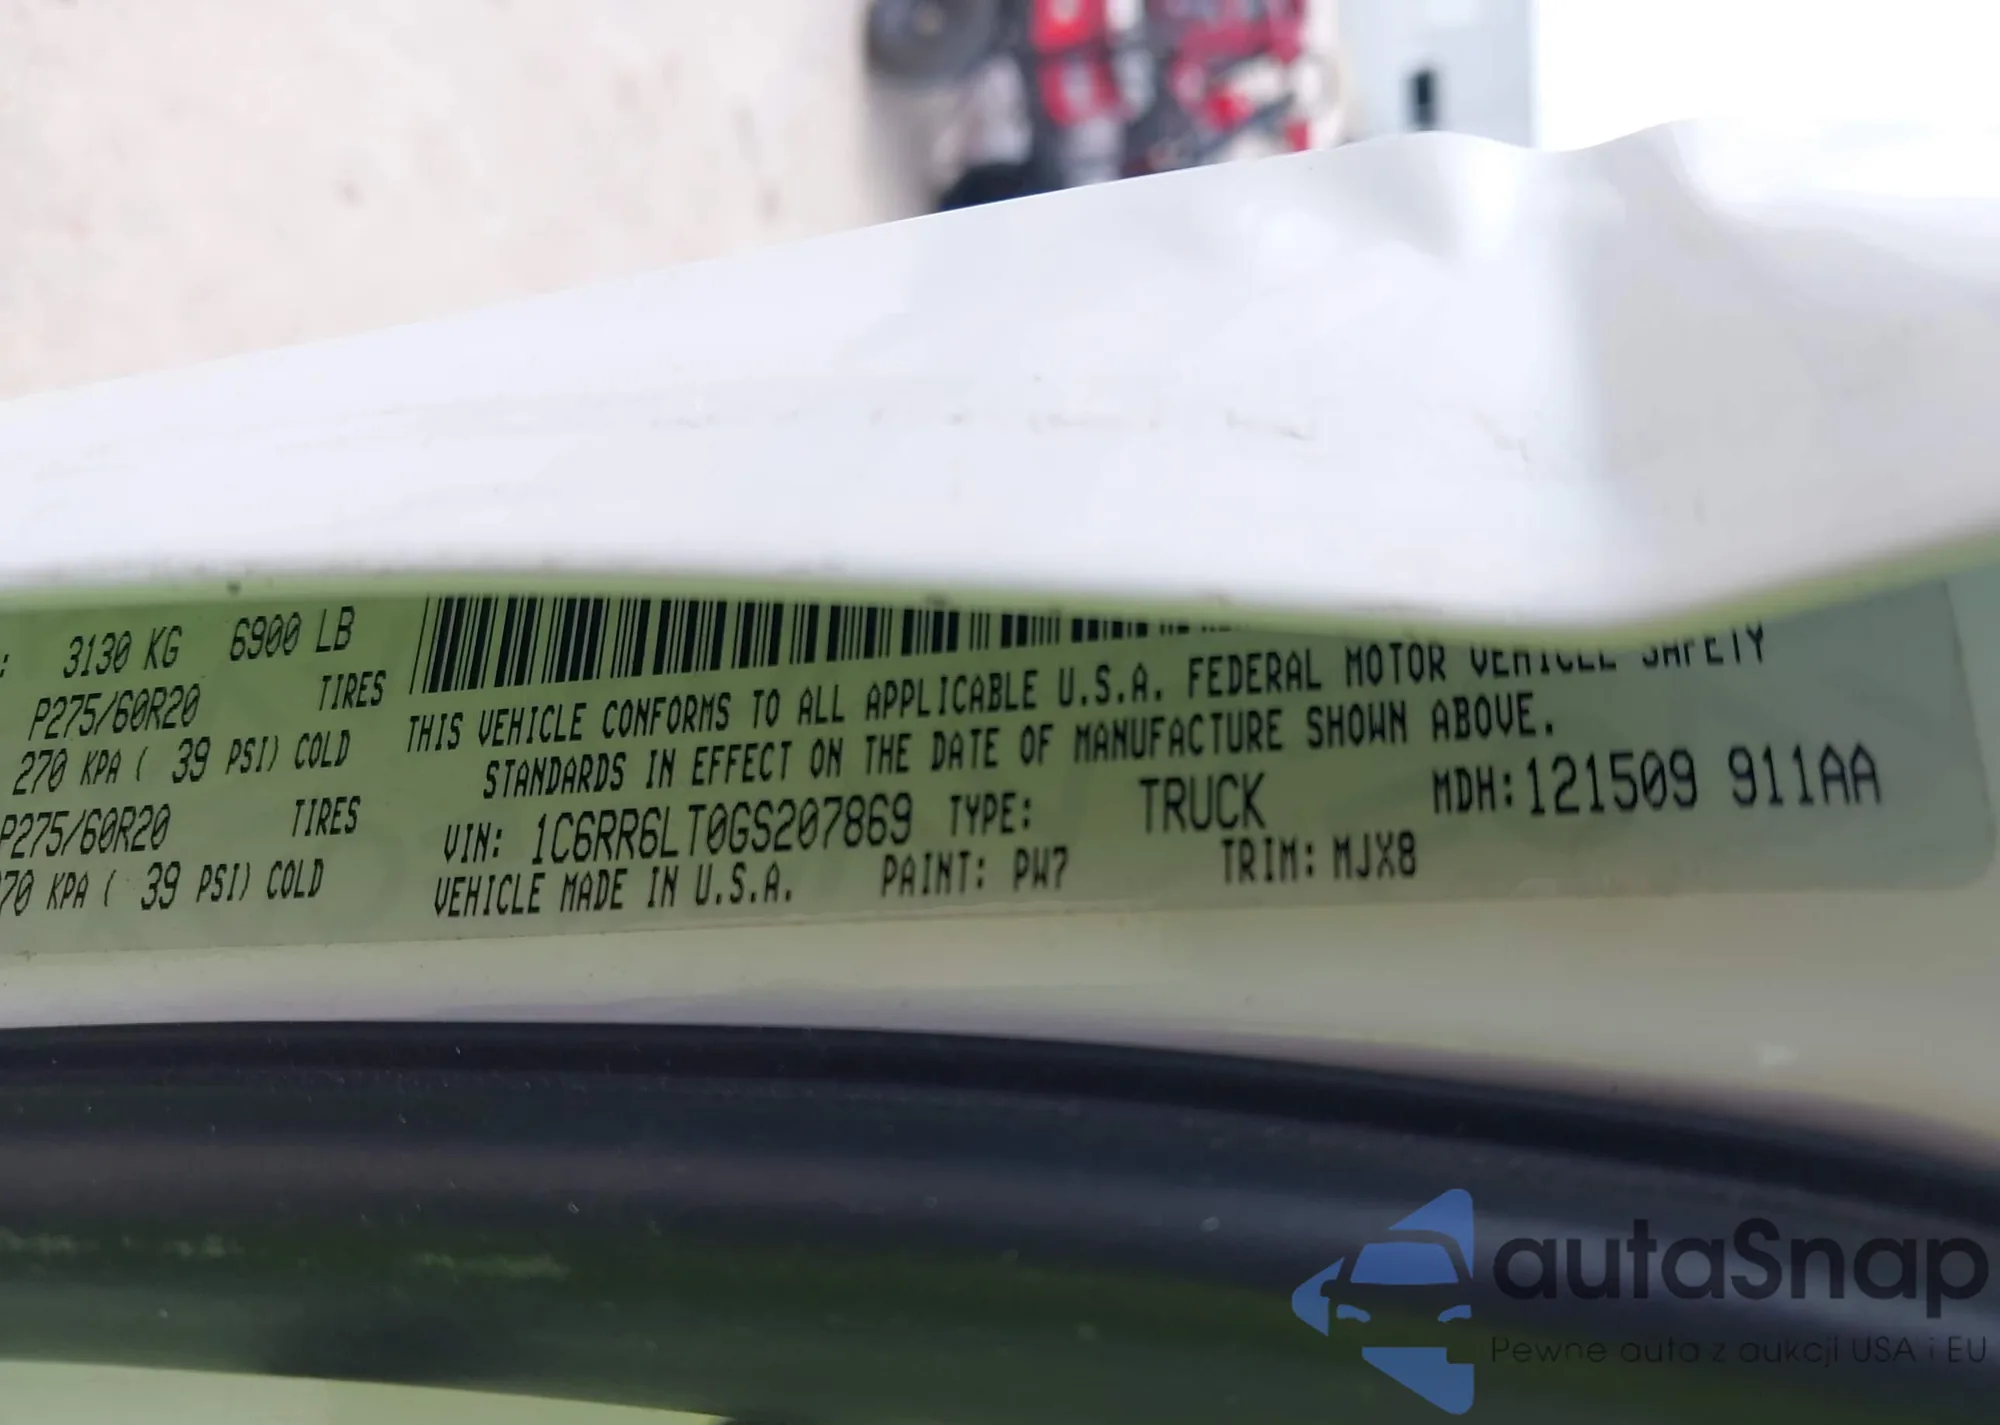 : 3130 KG 6900 LB
P275/60R20 TIRES
270 KPA ( 39 PSI) COLD
P275/60R20 TIRES
70 KPA ( 39 PSI) COLD
THIS VEHICLE CONFORMS TO ALL APPLICABLE U.S.A. FEDERAL MOTOR VEHICLE SAFETY
STANDARDS IN EFFECT ON THE DATE OF MANUFACTURE SHOWN ABOVE.
VIN: 1C6RR6LT0GS207869 TYPE: TRUCK MDH:121509 911AA
VEHICLE MADE IN U.S.A. PAINT: PW7 TRIM: MJX8
autaSnap
Pewne auta z aukcji USA i EU